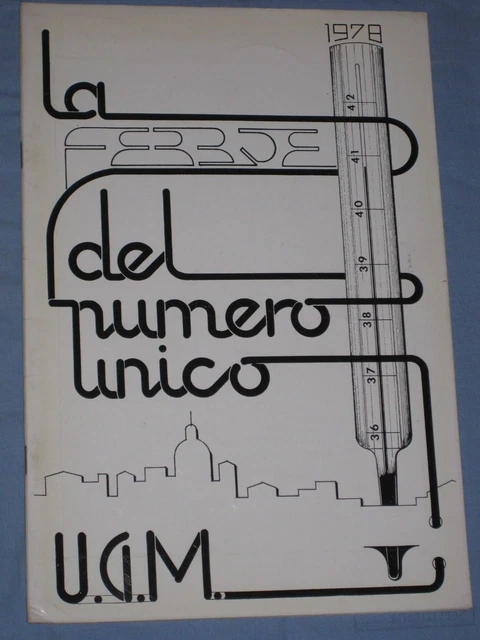 1978
la
FEBBRE
del
numero
unico
42
41
40
39
38
37
36
U.G.M.